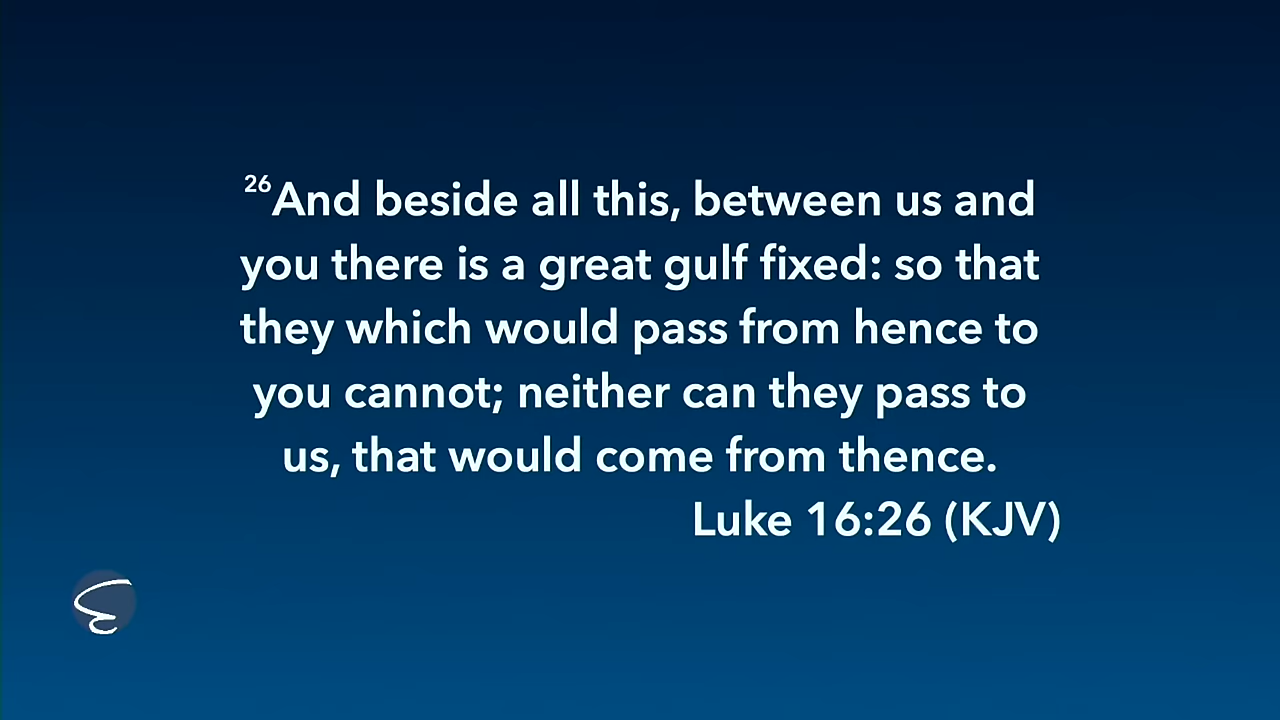 26And beside all this, between us and
you there is a great gulf fixed: so that
they which would pass from hence to
you cannot; neither can they pass to
us, that would come from thence.
Luke 16:26 (KJV)